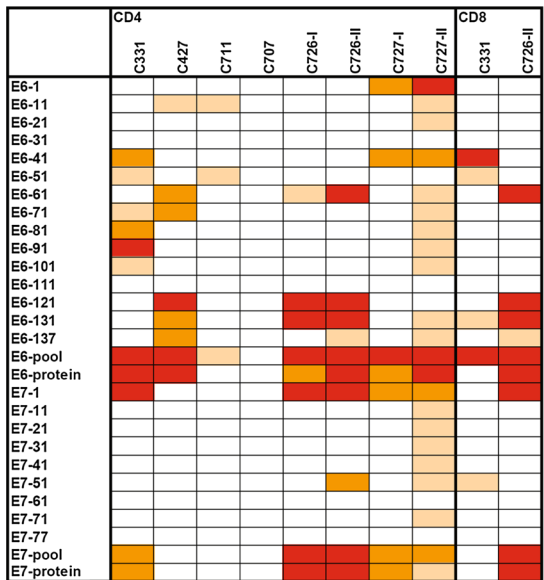 CD4 CD8
C331 C427 C711 C707 C726-I C726-II C727-I C727-II C331 C726-II
E6-1
E6-11
E6-21
E6-31
E6-41
E6-51
E6-61
E6-71
E6-81
E6-91
E6-101
E6-111
E6-121
E6-131
E6-137
E6-pool
E6-protein
E7-1
E7-11
E7-21
E7-31
E7-41
E7-51
E7-61
E7-71
E7-77
E7-pool
E7-protein